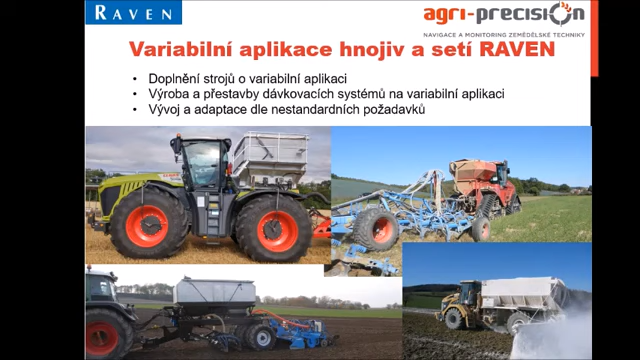 RAVEN
agri-precision
NAVIGACE A MONITORING ZEMĚDĚLSKÉ TECHNIKY
Variabilní aplikace hnojiv a setí RAVEN
• Doplnění strojů o variabilní aplikaci
• Výroba a přestavby dávkovacích systémů na variabilní aplikaci
• Vývoj a adaptace dle nestandardních požadavků